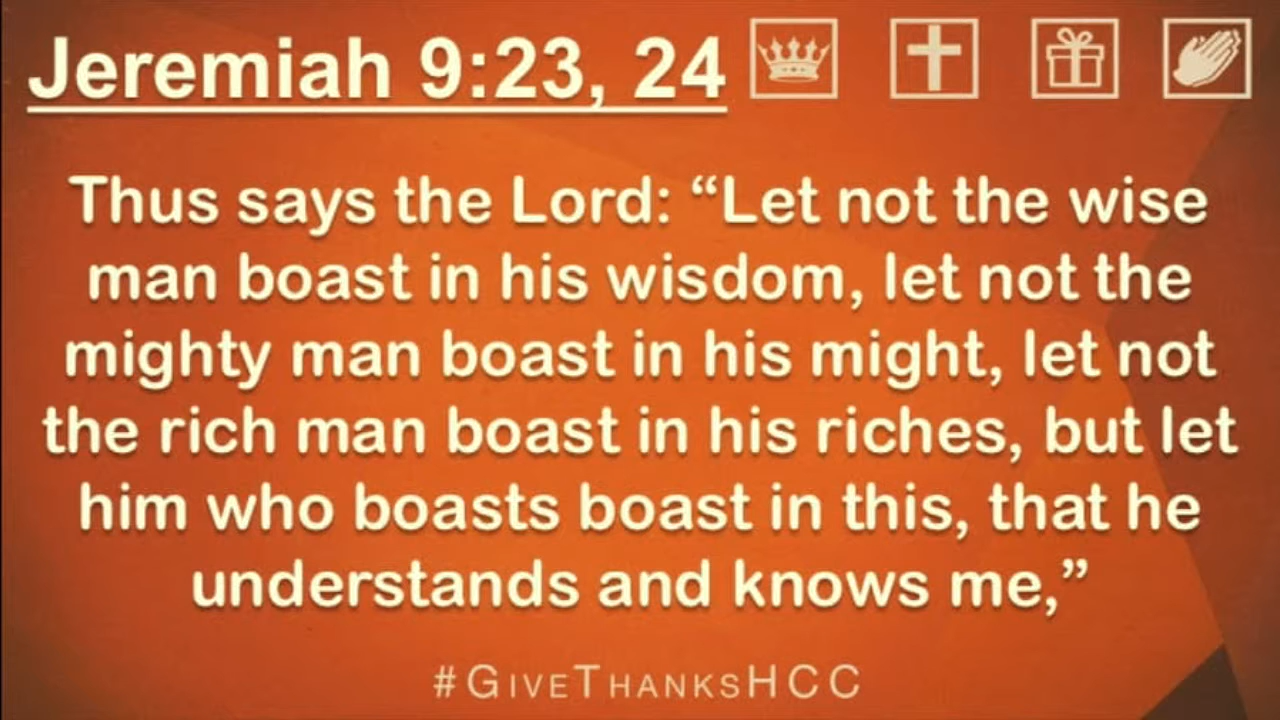 Jeremiah 9:23, 24
Thus says the Lord: “Let not the wise
man boast in his wisdom, let not the
mighty man boast in his might, let not
the rich man boast in his riches, but let
him who boasts boast in this, that he
understands and knows me,”
#GiveThanksHCC